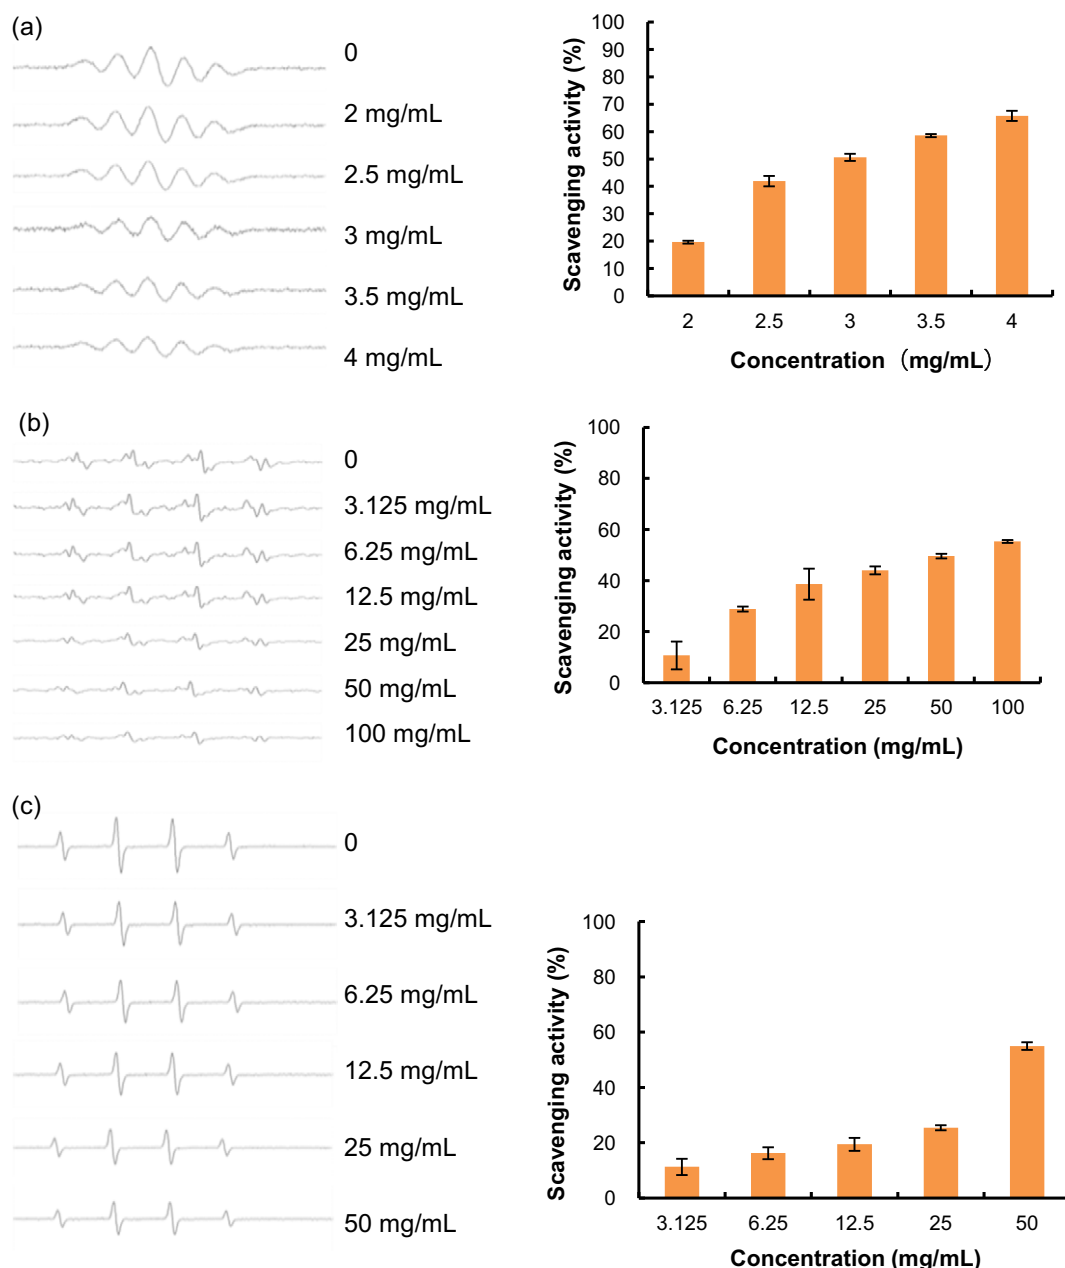 (a)
0
2 mg/mL
2.5 mg/mL
3 mg/mL
3.5 mg/mL
4 mg/mL
Scavenging activity (%)
100
90
80
70
60
50
40
30
20
10
0
2 2.5 3 3.5 4
Concentration （mg/mL）
(b)
0
3.125 mg/mL
6.25 mg/mL
12.5 mg/mL
25 mg/mL
50 mg/mL
100 mg/mL
Scavenging activity (%)
100
80
60
40
20
0
3.125 6.25 12.5 25 50 100
Concentration (mg/mL)
(c)
0
3.125 mg/mL
6.25 mg/mL
12.5 mg/mL
25 mg/mL
50 mg/mL
Scavenging activity (%)
100
80
60
40
20
0
3.125 6.25 12.5 25 50
Concentration (mg/mL)